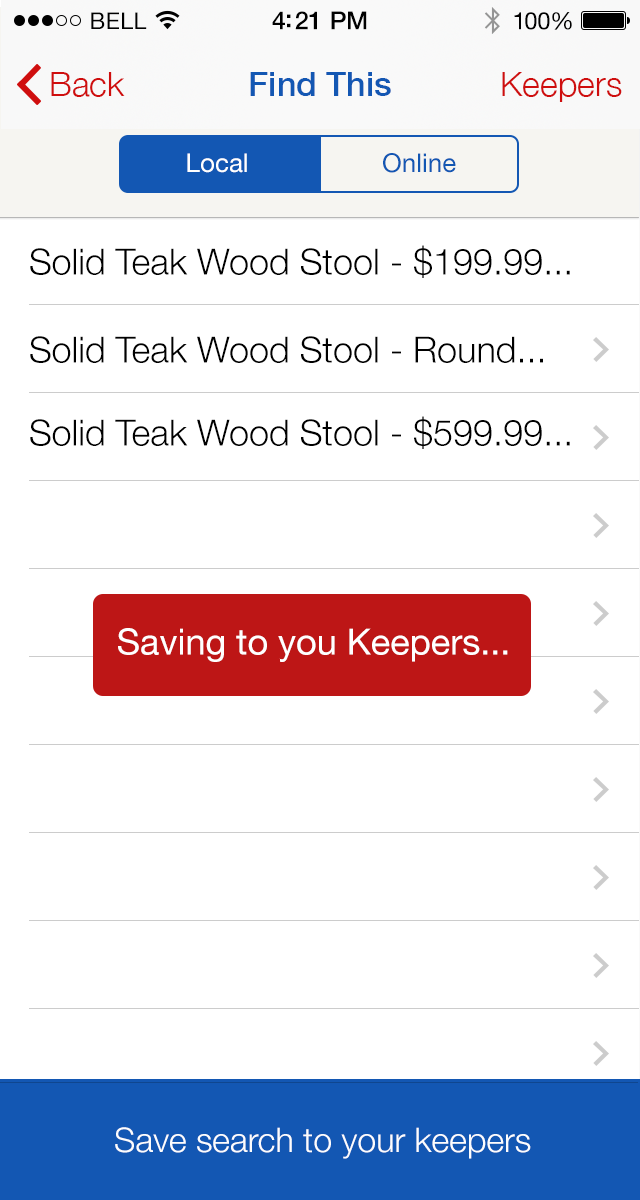 BELL 4:21 PM 100%
Back Find This Keepers
Local Online
Solid Teak Wood Stool - $199.99...
Solid Teak Wood Stool - Round...
Solid Teak Wood Stool - $599.99...
Saving to you Keepers...
Save search to your keepers